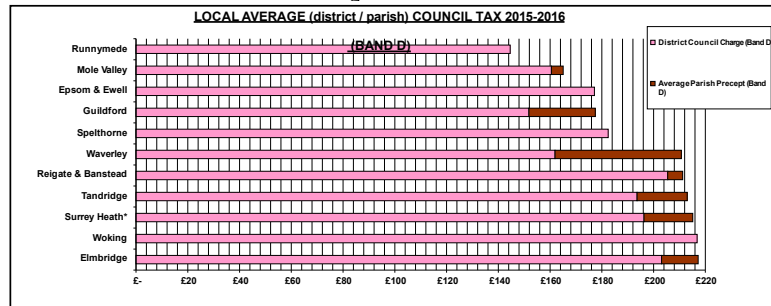 LOCAL AVERAGE (district / parish) COUNCIL TAX 2015-2016
(BAND D)
District Council Charge (Band D
Average Parish Precept (Band
D)
Runnymede
Mole Valley
Epsom & Ewell
Guildford
Spelthorne
Waverley
Reigate & Banstead
Tandridge
Surrey Heath*
Woking
Elmbridge
£- £20 £40 £60 £80 £100 £120 £140 £160 £180 £200 £220